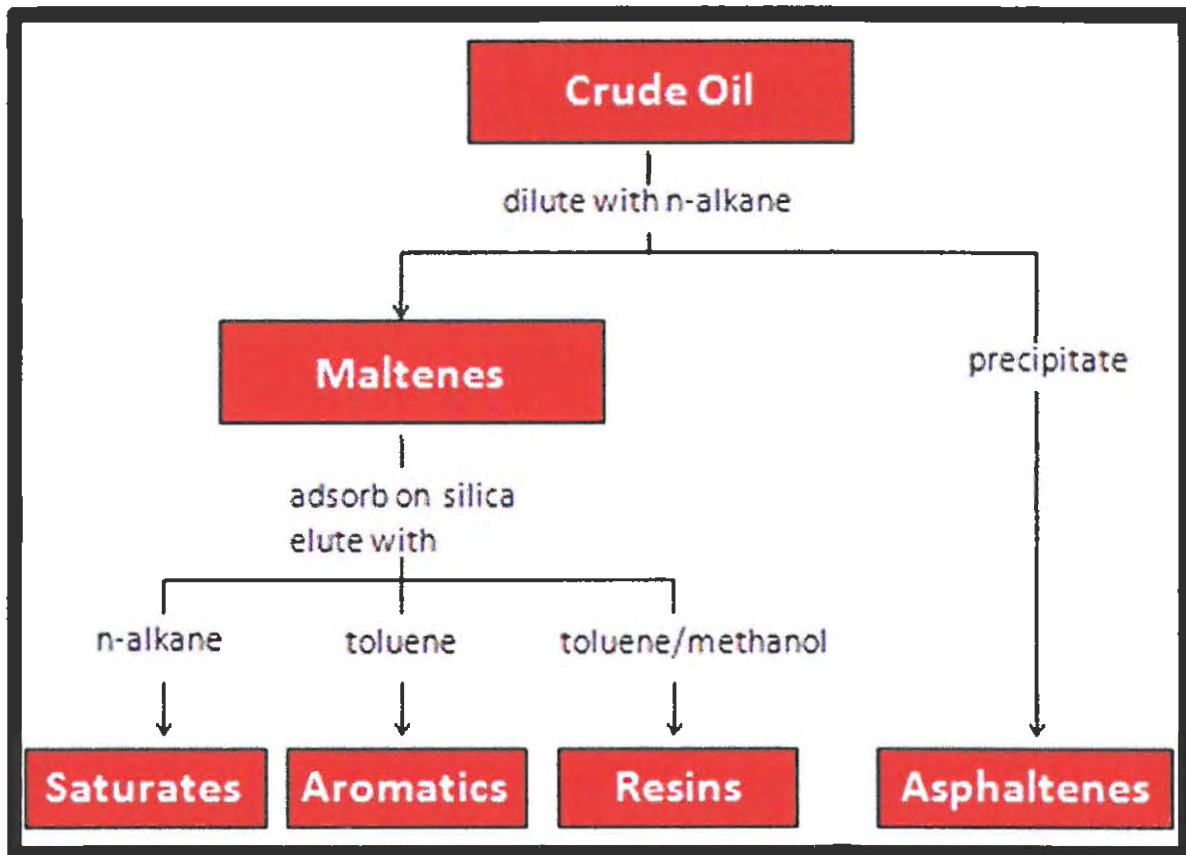 Crude Oil
dilute with n-alkane
Maltenes
precipitate
adsorb on silica
elute with
n-alkane
toluene
toluene/methanol
Saturates
Aromatics
Resins
Asphaltenes